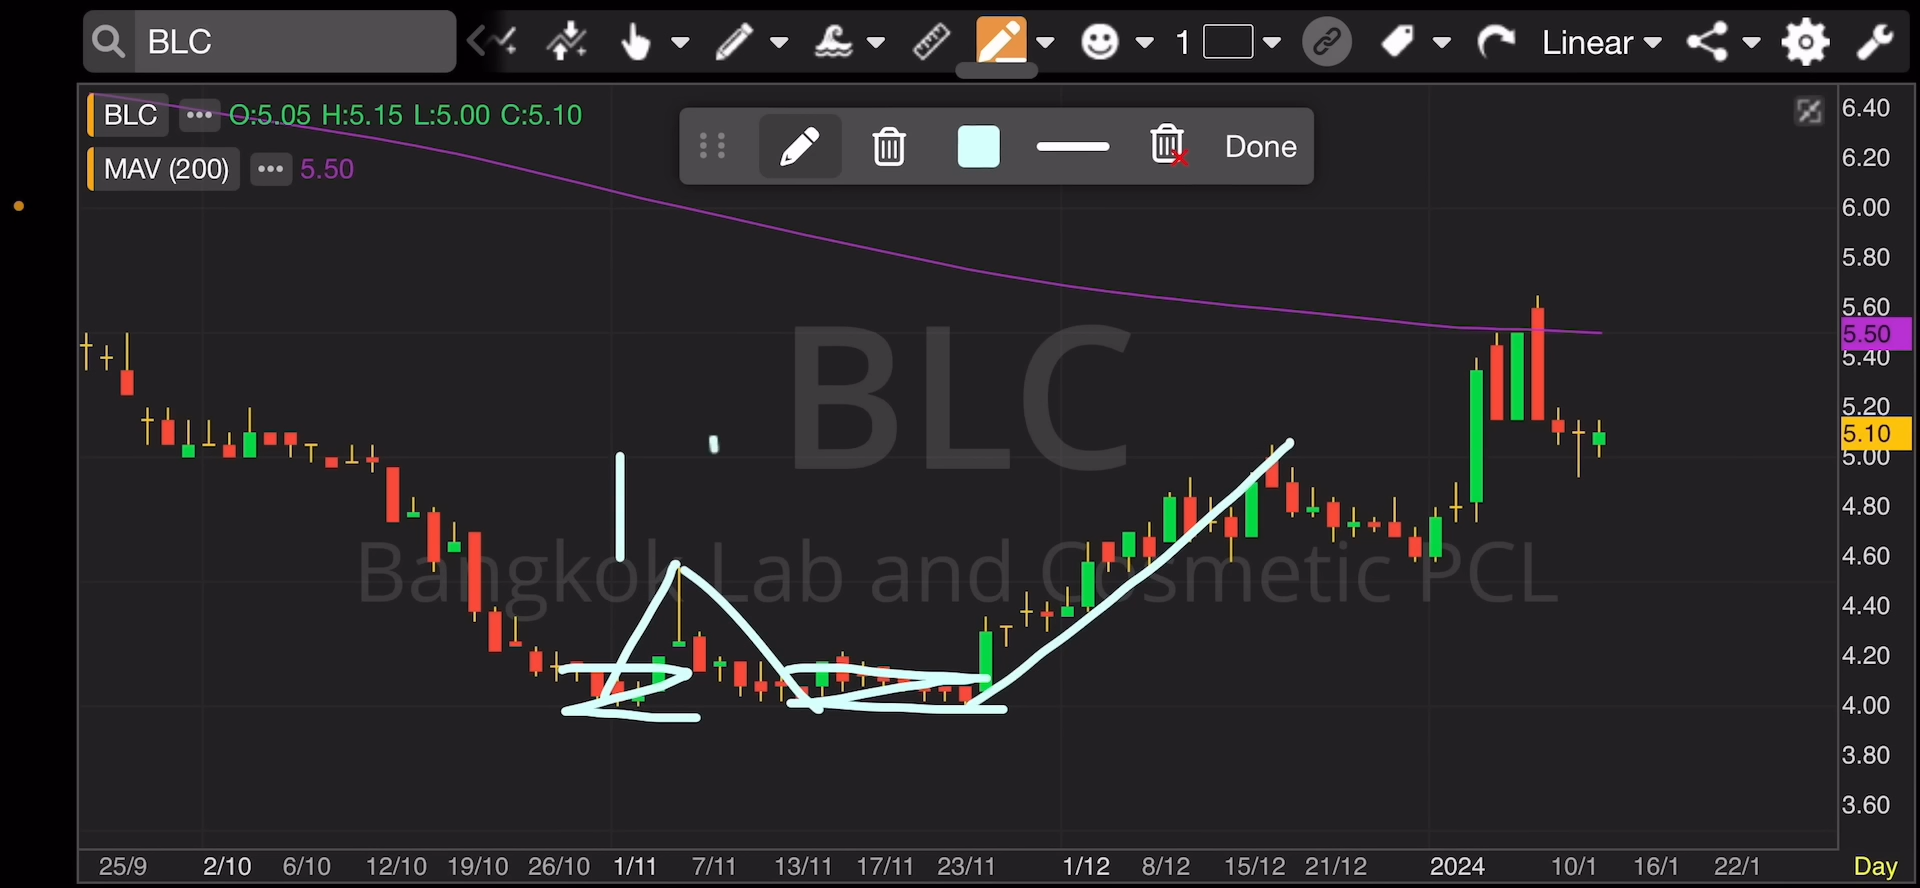 BLC
1
Linear
BLC ••• O:5.05 H:5.15 L:5.00 C:5.10
MAV (200) ••• 5.50
Done
BLC
Bangkok Lab and Cosmetic PCL
6.40
6.20
6.00
5.80
5.60
5.50
5.40
5.20
5.10
5.00
4.80
4.60
4.40
4.20
4.00
3.80
3.60
25/9 2/10 6/10 12/10 19/10 26/10 1/11 7/11 13/11 17/11 23/11 1/12 8/12 15/12 21/12 2024 10/1 16/1 22/1 Day